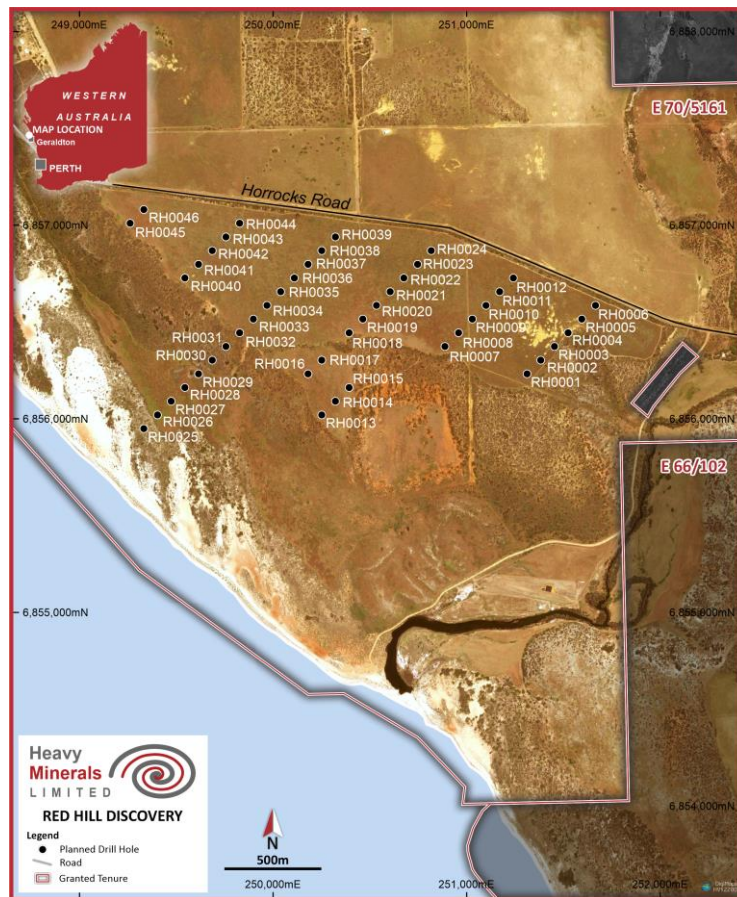 249,000mE
250,000mE
251,000mE
6,858,000mN
WESTERN
AUSTRALIA
MAP LOCATION
Geraldton
PERTH
E 70/5161
Horrocks Road
6,857,000mN
6,857,000mN
RH0046
RH0045
RH0044
RH0043
RH0042
RH0041
RH0040
RH0039
RH0038
RH0037
RH0036
RH0035
RH0034
RH0033
RH0032
RH0031
RH0030
RH0029
RH0028
RH0027
RH0026
RH0025
RH0024
RH0023
RH0022
RH0021
RH0020
RH0019
RH0018
RH0017
RH0016
RH0015
RH0014
RH0013
RH0012
RH0011
RH0010
RH0009
RH0008
RH0007
RH0006
RH0005
RH0004
RH0003
RH0002
RH0001
6,856,000mN
6,856,000mN
E 66/102
6,855,000mN
6,855,000mN
6,854,000mN
Heavy
Minerals
LIMITED
RED HILL DISCOVERY
Legend
Planned Drill Hole
Road
Granted Tenure
N
500m
250,000mE
251,000mE
252,000mE